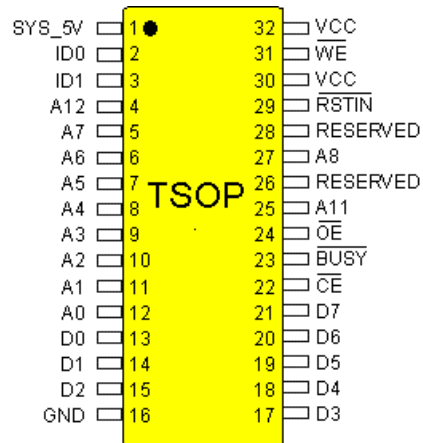 SYS_5V 1 32 VCC
ID0 2 31 WE
ID1 3 30 VCC
A12 4 29 RSTIN
A7 5 28 RESERVED
A6 6 27 A8
A5 7 26 RESERVED
TSOP
A4 8 25 A11
A3 9 24 OE
A2 10 23 BUSY
A1 11 22 CE
A0 12 21 D7
D0 13 20 D6
D1 14 19 D5
D2 15 18 D4
GND 16 17 D3